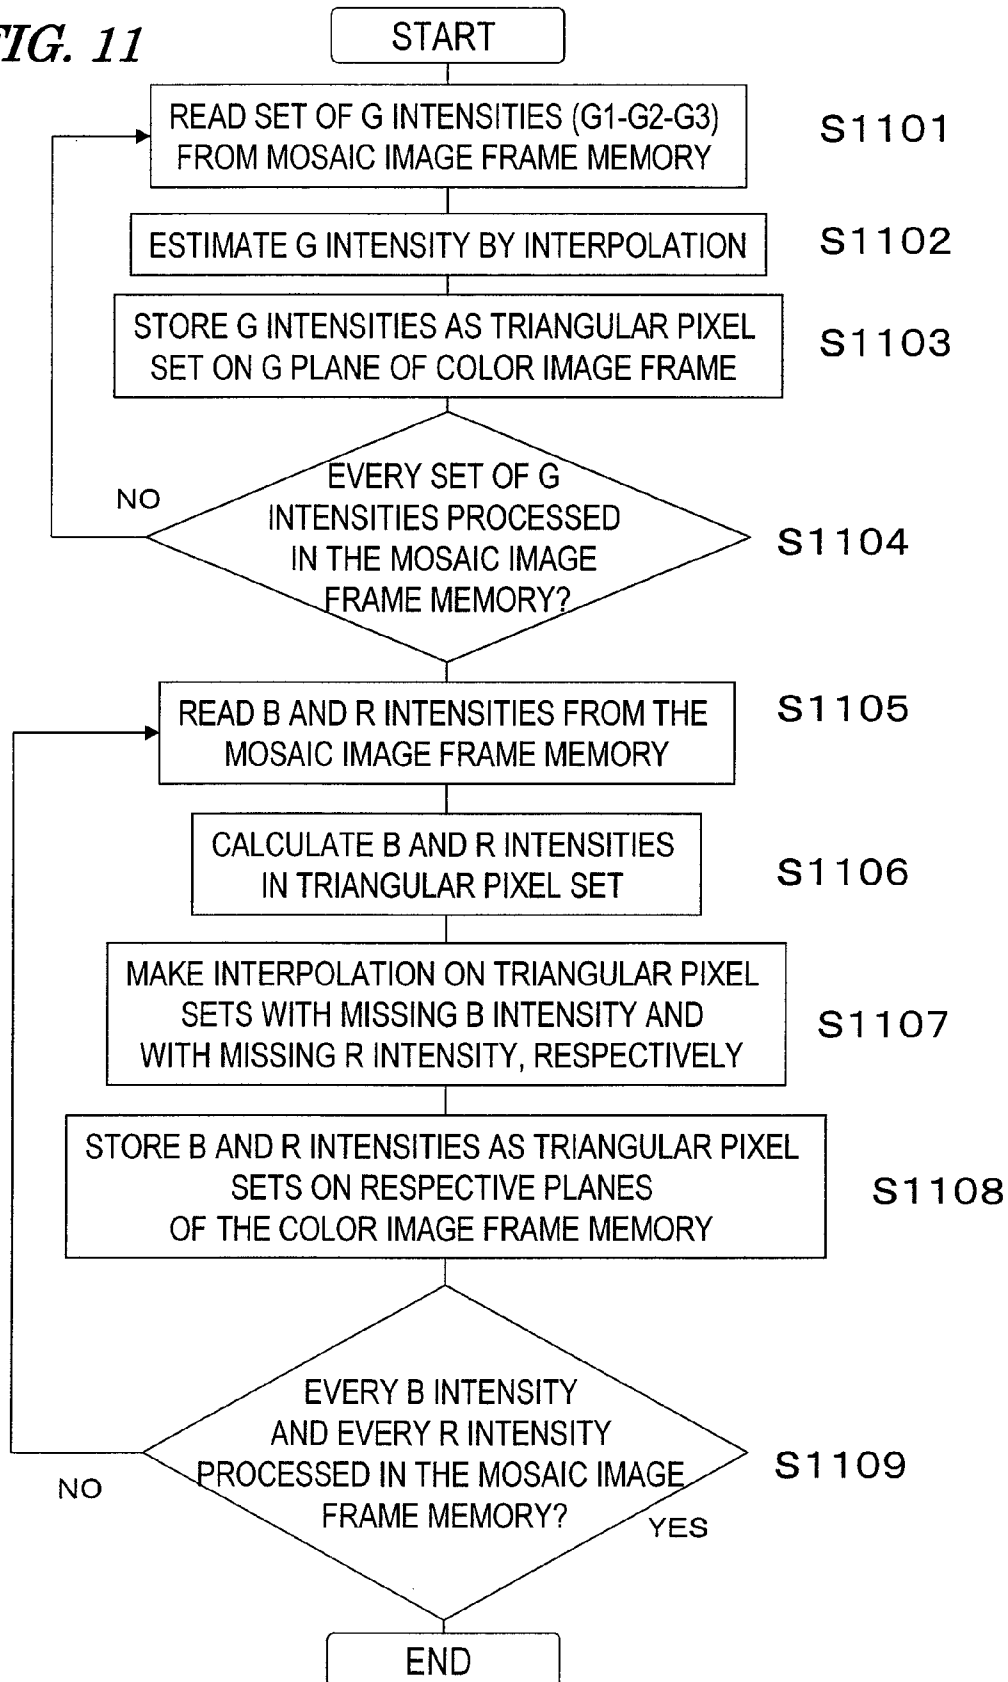 FIG. 11
START
READ SET OF G INTENSITIES (G1-G2-G3)
FROM MOSAIC IMAGE FRAME MEMORY
S1101
ESTIMATE G INTENSITY BY INTERPOLATION
S1102
STORE G INTENSITIES AS TRIANGULAR PIXEL
SET ON G PLANE OF COLOR IMAGE FRAME
S1103
EVERY SET OF G
INTENSITIES PROCESSED
IN THE MOSAIC IMAGE
FRAME MEMORY?
NO
S1104
READ B AND R INTENSITIES FROM THE
MOSAIC IMAGE FRAME MEMORY
S1105
CALCULATE B AND R INTENSITIES
IN TRIANGULAR PIXEL SET
S1106
MAKE INTERPOLATION ON TRIANGULAR PIXEL
SETS WITH MISSING B INTENSITY AND
WITH MISSING R INTENSITY, RESPECTIVELY
S1107
STORE B AND R INTENSITIES AS TRIANGULAR PIXEL
SETS ON RESPECTIVE PLANES
OF THE COLOR IMAGE FRAME MEMORY
S1108
EVERY B INTENSITY
AND EVERY R INTENSITY
PROCESSED IN THE MOSAIC IMAGE
FRAME MEMORY?
S1109
NO
YES
END